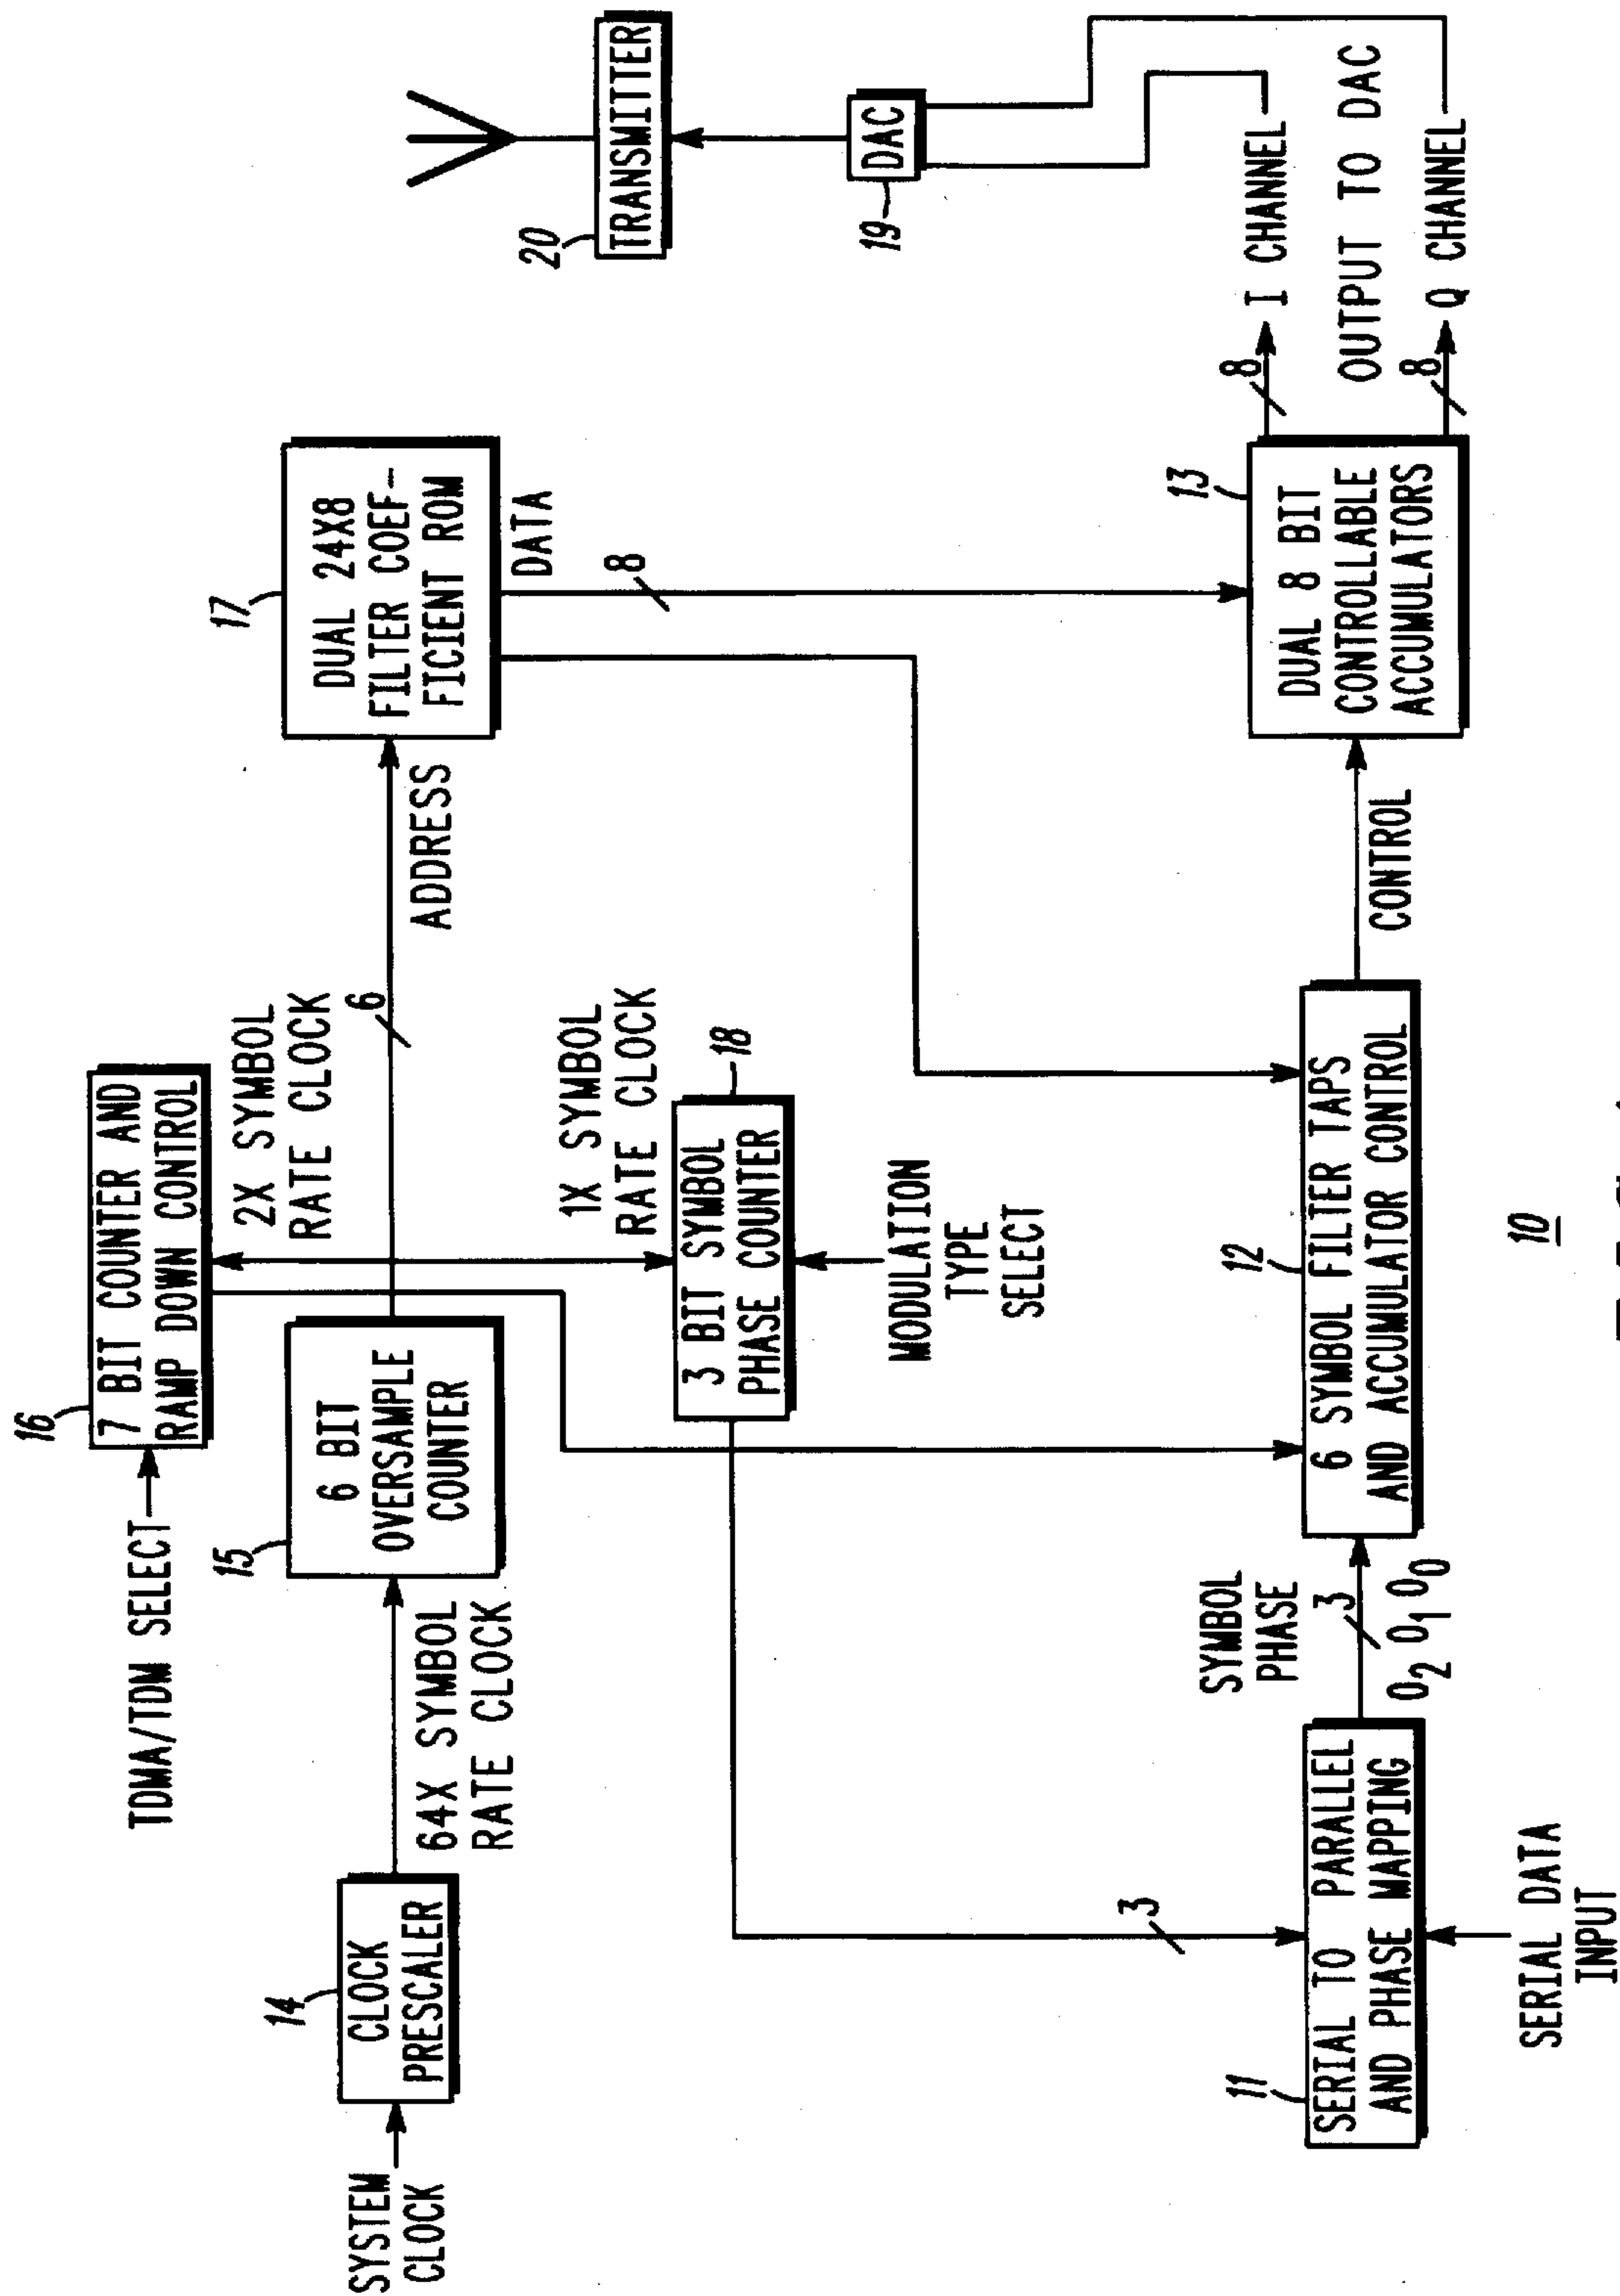 TDMA/TDM SELECT
16
7 BIT COUNTER AND
RAMP DOWN CONTROL
2X SYMBOL
RATE CLOCK
SYSTEM
CLOCK
14
CLOCK
PRESCALER
64X SYMBOL
RATE CLOCK
15
6 BIT
OVERSAMPLE
COUNTER
6
ADDRESS
17
DUAL 24X8
FILTER COEF-
FICIENT ROM
DATA
8
1X SYMBOL
RATE CLOCK
18
3 BIT SYMBOL
PHASE COUNTER
MODULATION
TYPE
SELECT
20
TRANSMITTER
19
DAC
3
11
SERIAL TO PARALLEL
AND PHASE MAPPING
SERIAL DATA
INPUT
SYMBOL
PHASE
3
O2 O1 O0
12
6 SYMBOL FILTER TAPS
AND ACCUMULATOR CONTROL
CONTROL
13
DUAL 8 BIT
CONTROLLABLE
ACCUMULATORS
8
I CHANNEL
OUTPUT TO DAC
8
Q CHANNEL
10